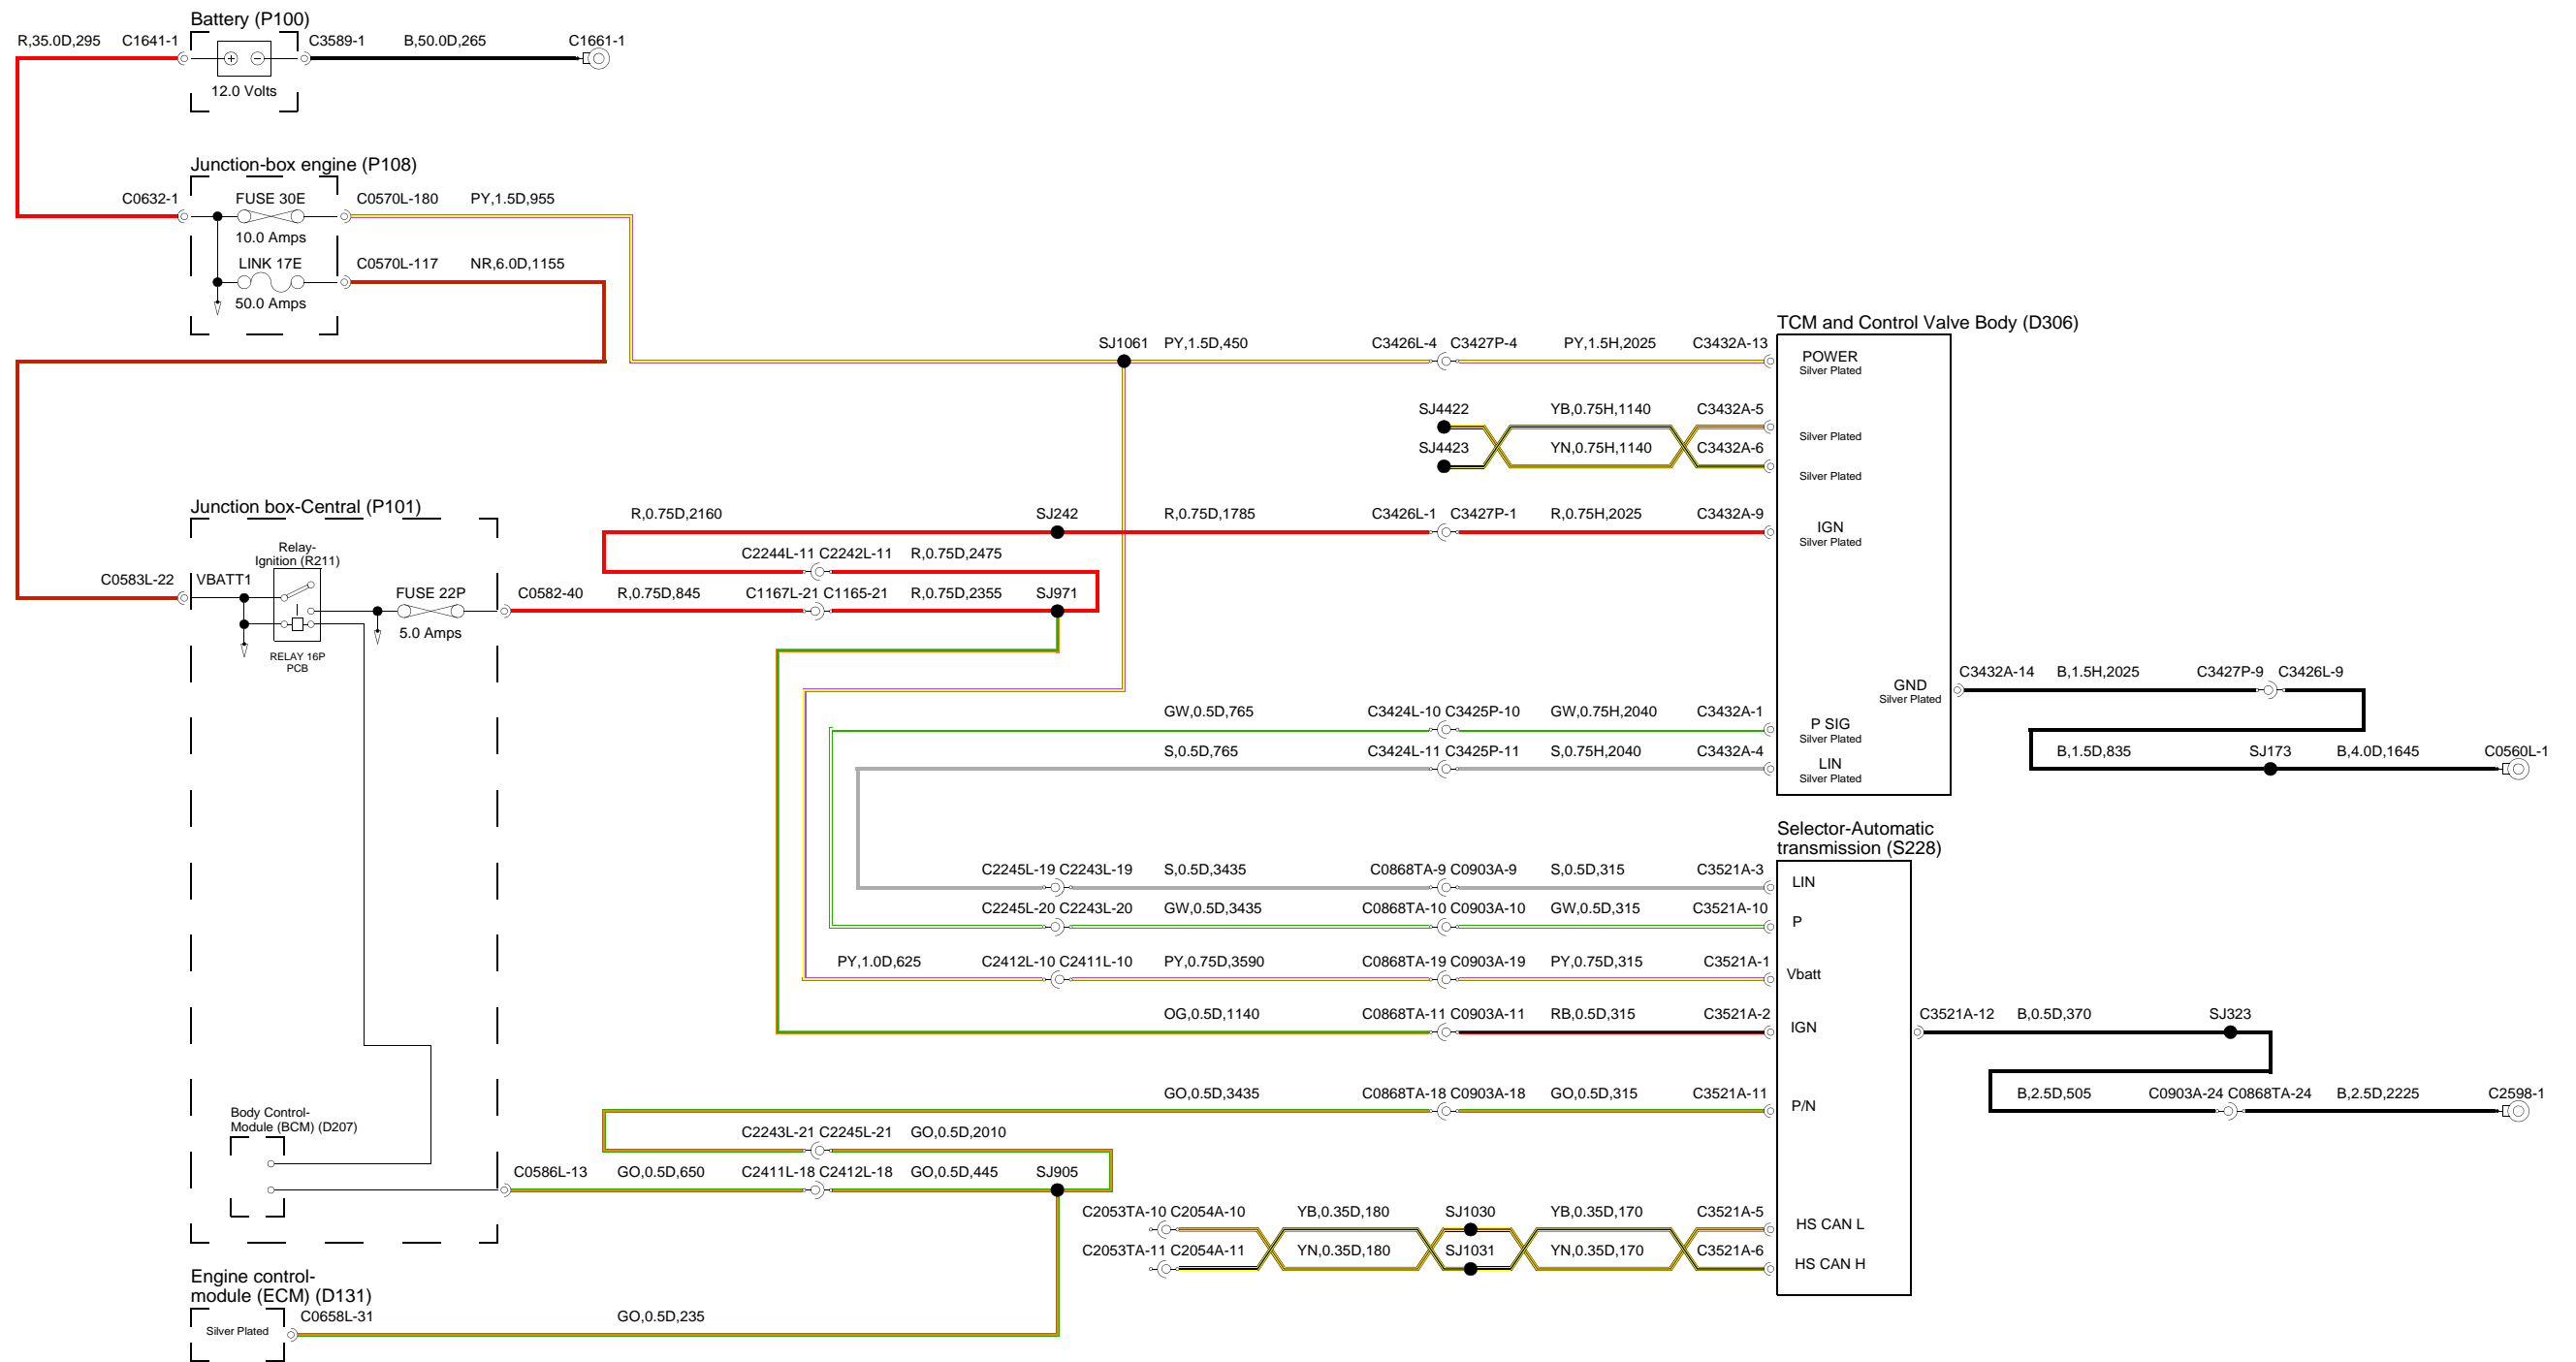 Battery (P100)
R,35.0D,295 C1641-1 C3589-1 B,50.0D,265 C1661-1
12.0 Volts
Junction-box engine (P108)
C0632-1 FUSE 30E C0570L-180 PY,1.5D,955
10.0 Amps
LINK 17E C0570L-117 NR,6.0D,1155
50.0 Amps
TCM and Control Valve Body (D306)
SJ1061 PY,1.5D,450 C3426L-4 C3427P-4 PY,1.5H,2025 C3432A-13
POWER
Silver Plated
SJ4422 YB,0.75H,1140 C3432A-5
Silver Plated
SJ4423 YN,0.75H,1140 C3432A-6
Silver Plated
Junction box-Central (P101)
R,0.75D,2160 SJ242 R,0.75D,1785 C3426L-1 C3427P-1 R,0.75H,2025 C3432A-9
IGN
Silver Plated
Relay-
Ignition (R211)
C2244L-11 C2242L-11 R,0.75D,2475
C0583L-22 VBATT1 FUSE 22P C0582-40 R,0.75D,845 C1167L-21 C1165-21 R,0.75D,2355 SJ971
5.0 Amps
RELAY 16P
PCB
GND
Silver Plated
C3432A-14 B,1.5H,2025 C3427P-9 C3426L-9
GW,0.5D,765 C3424L-10 C3425P-10 GW,0.75H,2040 C3432A-1
P SIG
Silver Plated
S,0.5D,765 C3424L-11 C3425P-11 S,0.75H,2040 C3432A-4
LIN
Silver Plated
B,1.5D,835 SJ173 B,4.0D,1645 C0560L-1
Selector-Automatic
transmission (S228)
C2245L-19 C2243L-19 S,0.5D,3435 C0868TA-9 C0903A-9 S,0.5D,315 C3521A-3
LIN
C2245L-20 C2243L-20 GW,0.5D,3435 C0868TA-10 C0903A-10 GW,0.5D,315 C3521A-10
P
PY,1.0D,625 C2412L-10 C2411L-10 PY,0.75D,3590 C0868TA-19 C0903A-19 PY,0.75D,315 C3521A-1
Vbatt
OG,0.5D,1140 C0868TA-11 C0903A-11 RB,0.5D,315 C3521A-2
IGN
C3521A-12 B,0.5D,370 SJ323
GO,0.5D,3435 C0868TA-18 C0903A-18 GO,0.5D,315 C3521A-11
P/N
B,2.5D,505 C0903A-24 C0868TA-24 B,2.5D,2225 C2598-1
Body Control-
Module (BCM) (D207)
C2243L-21 C2245L-21 GO,0.5D,2010
C0586L-13 GO,0.5D,650 C2411L-18 C2412L-18 GO,0.5D,445 SJ905
C2053TA-10 C2054A-10 YB,0.35D,180 SJ1030 YB,0.35D,170 C3521A-5
HS CAN L
C2053TA-11 C2054A-11 YN,0.35D,180 SJ1031 YN,0.35D,170 C3521A-6
HS CAN H
Engine control-
module (ECM) (D131)
C0658L-31 GO,0.5D,235
Silver Plated